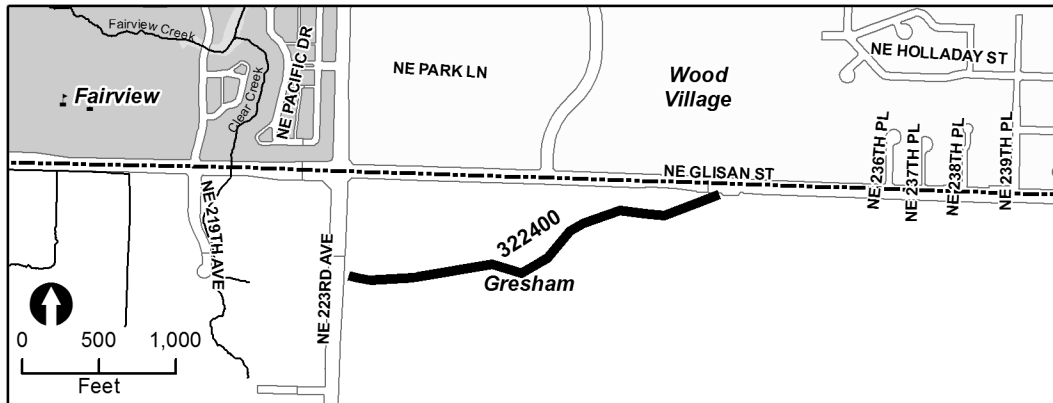 Fairview Creek
NE PACIFIC DR
NE PARK LN
Wood
Village
NE HOLLADAY ST
Fairview
Clear Creek
NE GLISAN ST
NE 236TH PL
NE 237TH PL
NE 238TH PL
NE 239TH PL
NE 219TH AVE
NE 223RD AVE
322400
Gresham
0 500 1,000
Feet